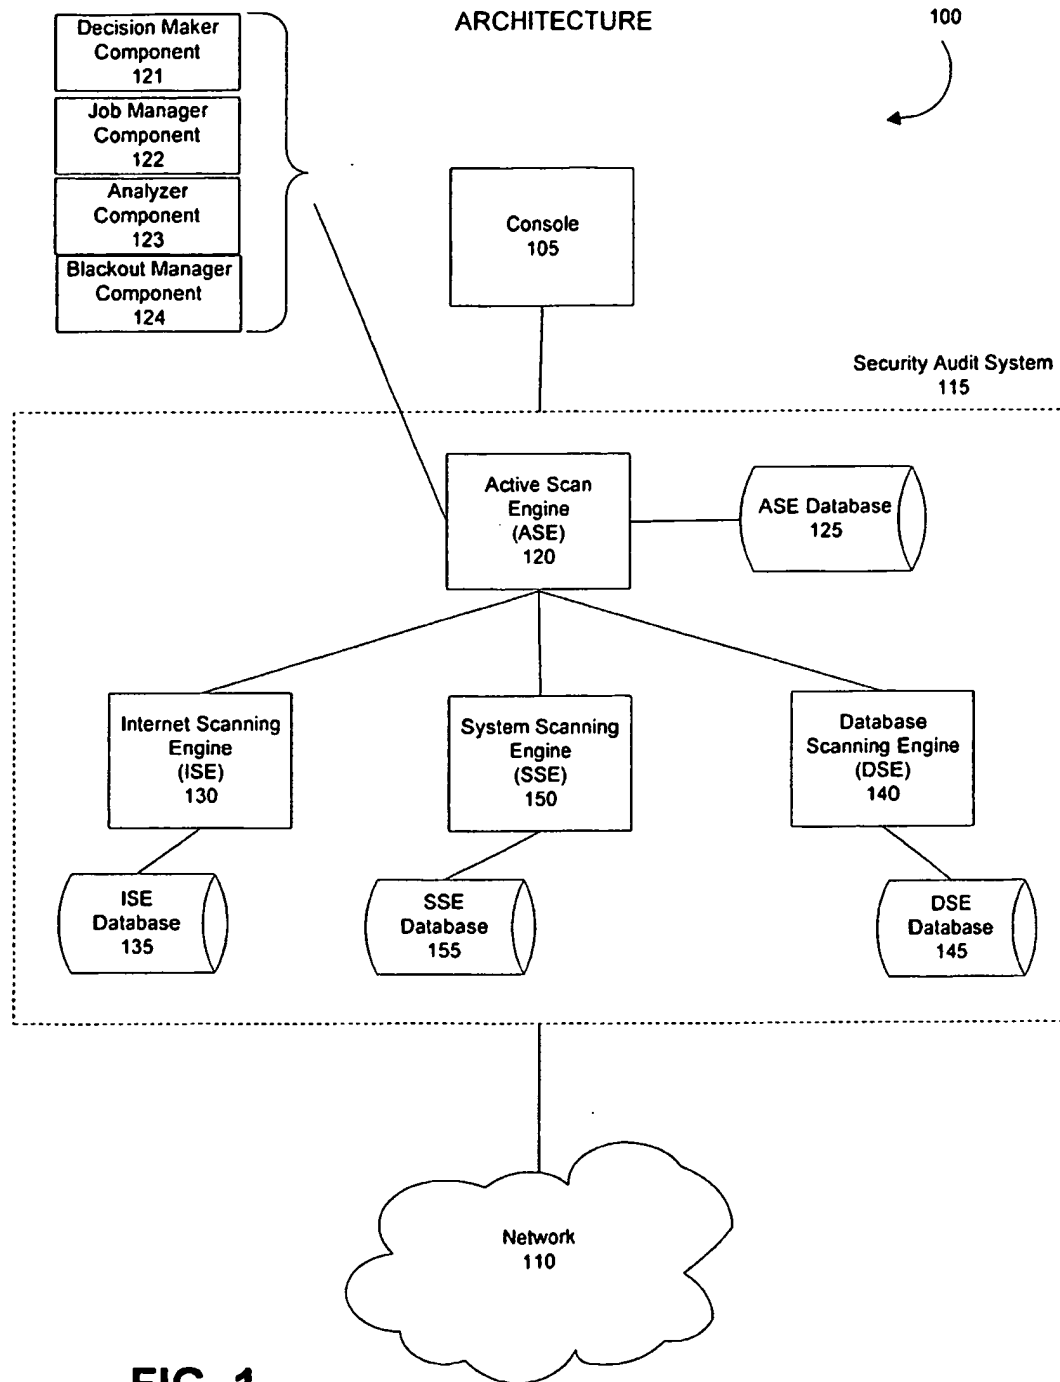 ARCHITECTURE
100
Decision Maker
Component
121
Job Manager
Component
122
Analyzer
Component
123
Blackout Manager
Component
124
Console
105
Security Audit System
115
Active Scan
Engine
(ASE)
120
ASE Database
125
Internet Scanning
Engine
(ISE)
130
System Scanning
Engine
(SSE)
150
Database
Scanning Engine
(DSE)
140
ISE
Database
135
SSE
Database
155
DSE
Database
145
Network
110
FIG. 1